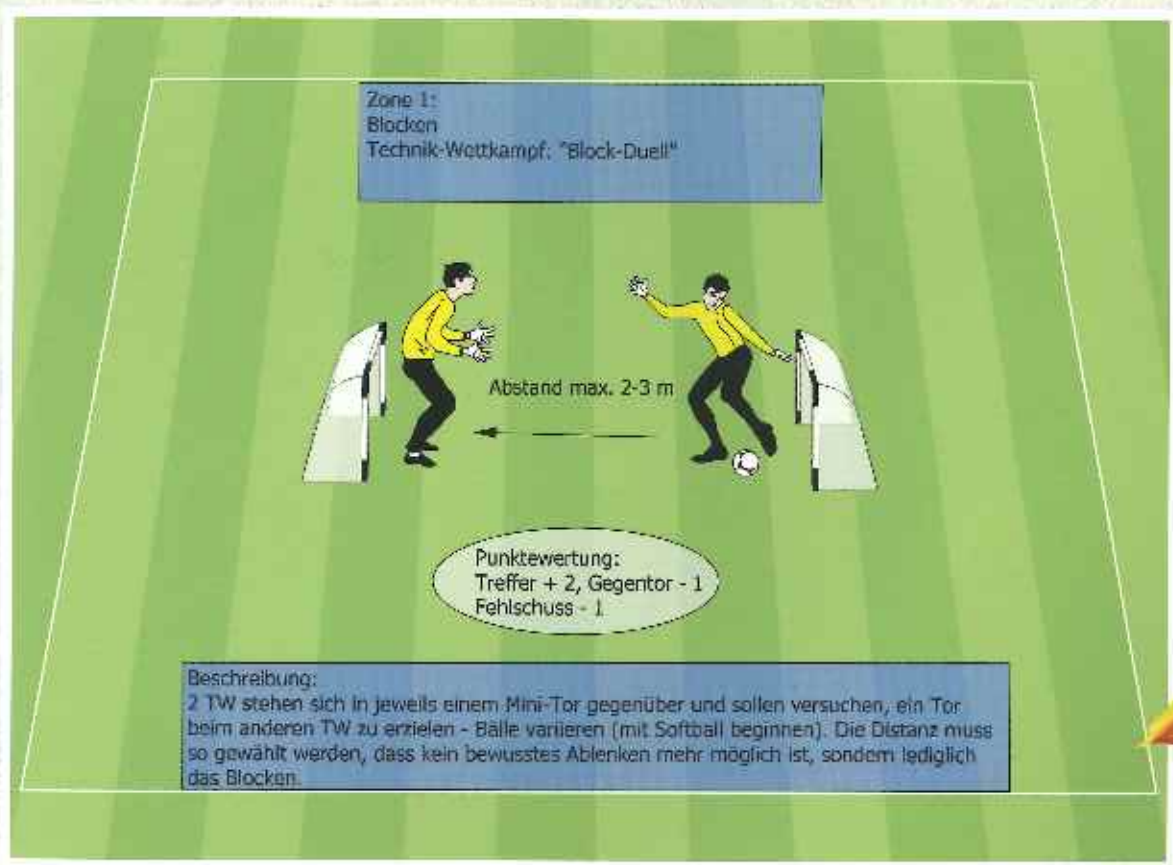 Zone 1:
Blocken
Technik-Wettkampf: "Block-Duell"
Abstand max. 2-3 m
Punktewertung:
Treffer + 2, Gegentor - 1
Fehlschuss - 1
Beschreibung:
2 TW stehen sich in jeweils einem Mini-Tor gegenüber und sollen versuchen, ein Tor
beim anderen TW zu erzielen - Bälle variieren (mit Softball beginnen). Die Distanz muss
so gewählt werden, dass kein bewusstes Ablenken mehr möglich ist, sondern lediglich
das Blocken.